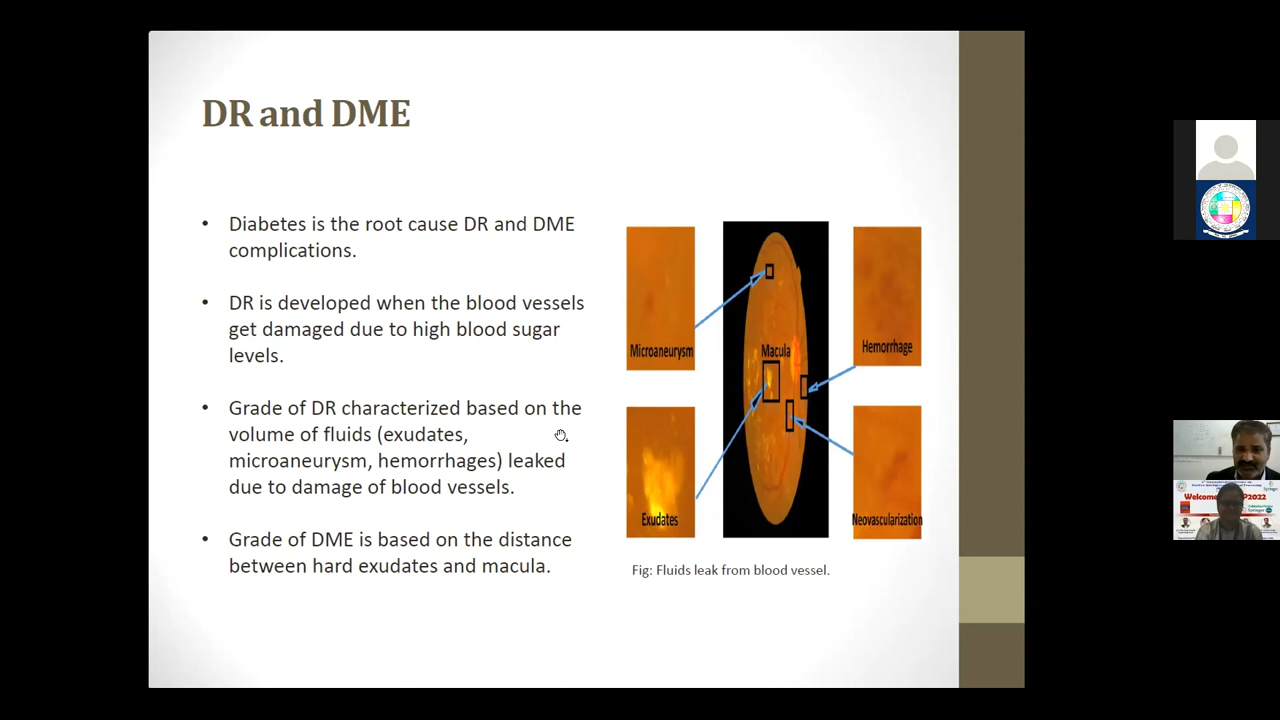 DR and DME
• Diabetes is the root cause DR and DME
complications.
• DR is developed when the blood vessels
get damaged due to high blood sugar
levels.
• Grade of DR characterized based on the
volume of fluids (exudates,
microaneurysm, hemorrhages) leaked
due to damage of blood vessels.
• Grade of DME is based on the distance
between hard exudates and macula.
Microaneurysm
Macula
Hemorrhage
Exudates
Neovascularization
Fig: Fluids leak from blood vessel.
Springer